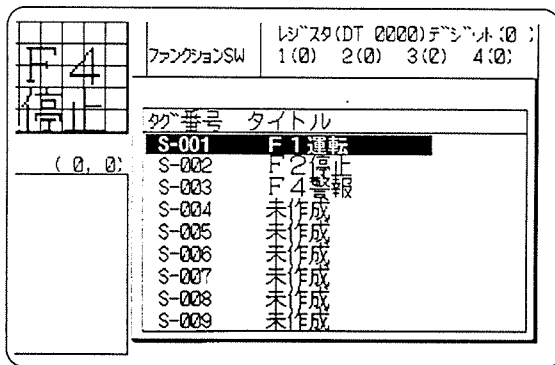 F4
停止
( 0, 0)
ファンクションSW
レジスタ(DT 0000)デジット(0 )
1(0) 2(0) 3(0) 4(0)
タグ番号 タイトル
S-001 F1運転
S-002 F2停止
S-003 F4警報
S-004 未作成
S-005 未作成
S-006 未作成
S-007 未作成
S-008 未作成
S-009 未作成